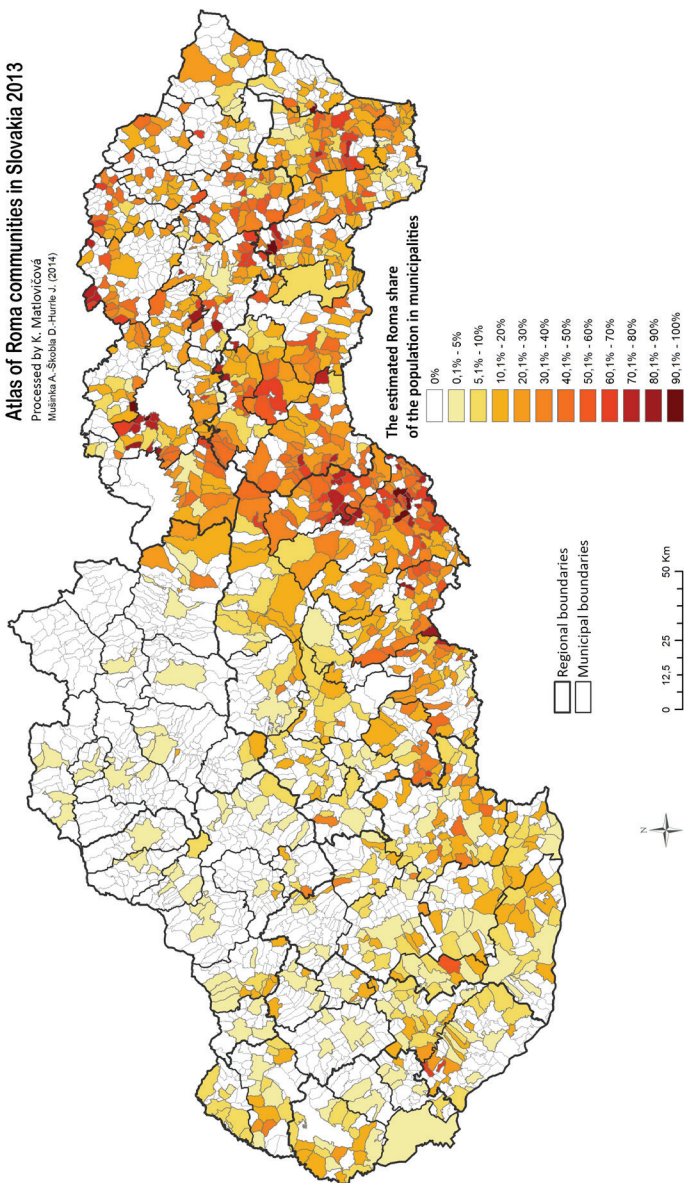 Atlas of Roma communities in Slovakia 2013
Processed by K. Matlovičová
Mušinka A.-Škobla D.-Hurrle J. (2014)
The estimated Roma share
of the population in municipalities
0%
0,1% - 5%
5,1% - 10%
10,1% - 20%
20,1% - 30%
30,1% - 40%
40,1% - 50%
50,1% - 60%
60,1% - 70%
70,1% - 80%
80,1% - 90%
90,1% - 100%
Regional boundaries
Municipal boundaries
0 12,5 25 50 Km
N